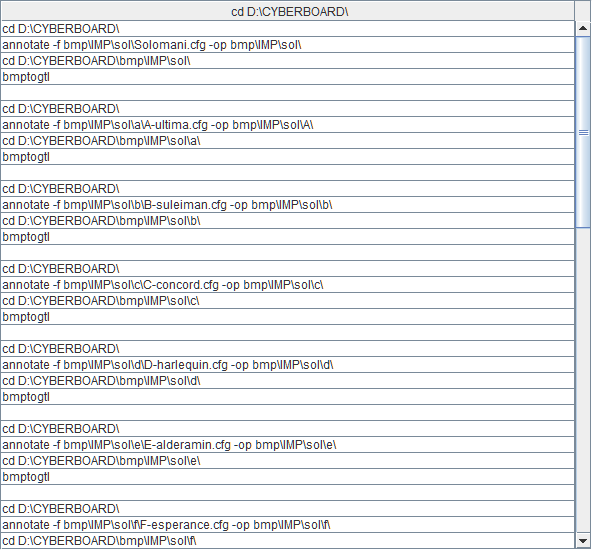 cd D:\CYBERBOARD\
cd D:\CYBERBOARD\
annotate -f bmp\IMP\sol\Solomani.cfg -op bmp\IMP\sol\
cd D:\CYBERBOARD\bmp\IMP\sol\
bmptogtl
cd D:\CYBERBOARD\
annotate -f bmp\IMP\sol\a\A-ultima.cfg -op bmp\IMP\sol\A\
cd D:\CYBERBOARD\bmp\IMP\sol\a\
bmptogtl
cd D:\CYBERBOARD\
annotate -f bmp\IMP\sol\b\B-suleiman.cfg -op bmp\IMP\sol\b\
cd D:\CYBERBOARD\bmp\IMP\sol\b\
bmptogtl
cd D:\CYBERBOARD\
annotate -f bmp\IMP\sol\c\C-concord.cfg -op bmp\IMP\sol\c\
cd D:\CYBERBOARD\bmp\IMP\sol\c\
bmptogtl
cd D:\CYBERBOARD\
annotate -f bmp\IMP\sol\d\D-harlequin.cfg -op bmp\IMP\sol\d\
cd D:\CYBERBOARD\bmp\IMP\sol\d\
bmptogtl
cd D:\CYBERBOARD\
annotate -f bmp\IMP\sol\e\E-alderamin.cfg -op bmp\IMP\sol\e\
cd D:\CYBERBOARD\bmp\IMP\sol\e\
bmptogtl
cd D:\CYBERBOARD\
annotate -f bmp\IMP\sol\f\F-esperance.cfg -op bmp\IMP\sol\f\
cd D:\CYBERBOARD\bmp\IMP\sol\f\